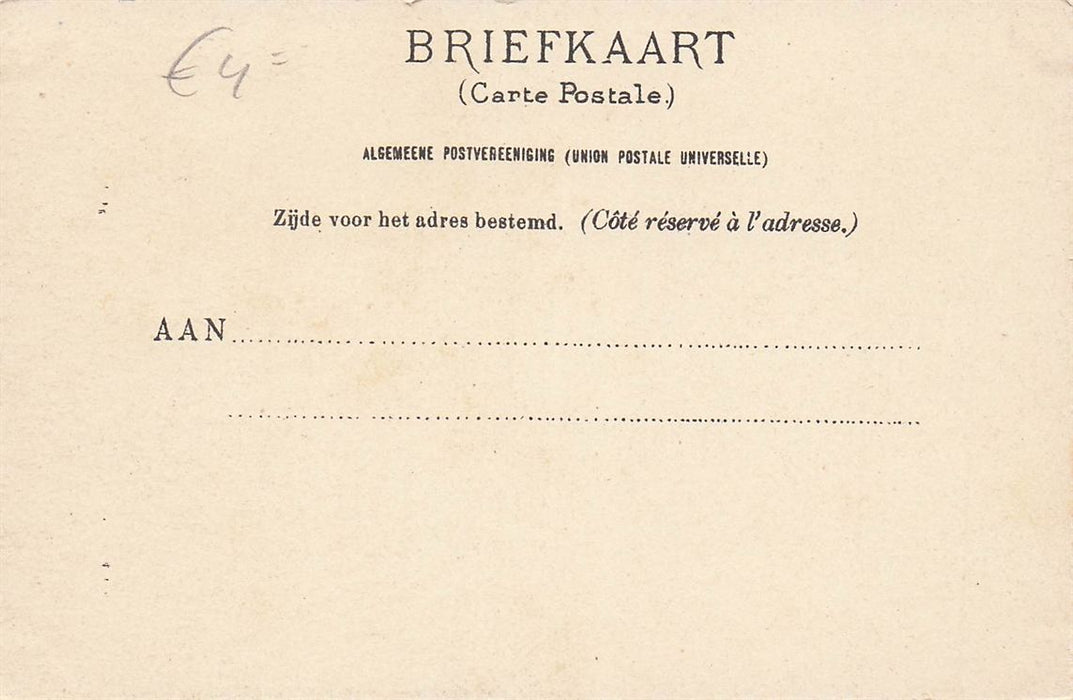 € 4=
BRIEFKAART
(Carte Postale.)
ALGEMEENE POSTVEREENIGING (UNION POSTALE UNIVERSELLE)
Zijde voor het adres bestemd. (Côté réservé à l'adresse.)
AAN